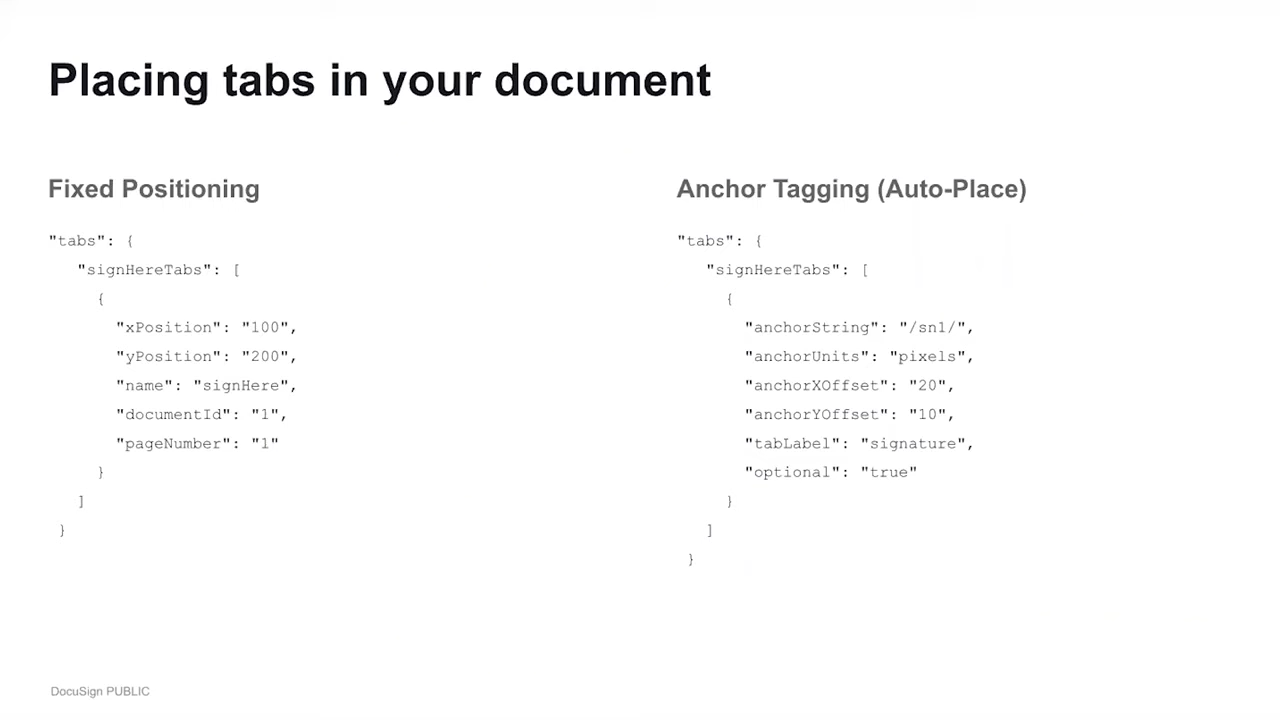 Placing tabs in your document
Fixed Positioning
"tabs": {
"signHereTabs": [
{
"xPosition": "100",
"yPosition": "200",
"name": "signHere",
"documentId": "1",
"pageNumber": "1"
}
]
}
Anchor Tagging (Auto-Place)
"tabs": {
"signHereTabs": [
{
"anchorString": "/sn1/",
"anchorUnits": "pixels",
"anchorXOffset": "20",
"anchorYOffset": "10",
"tabLabel": "signature",
"optional": "true"
}
]
}
DocuSign PUBLIC